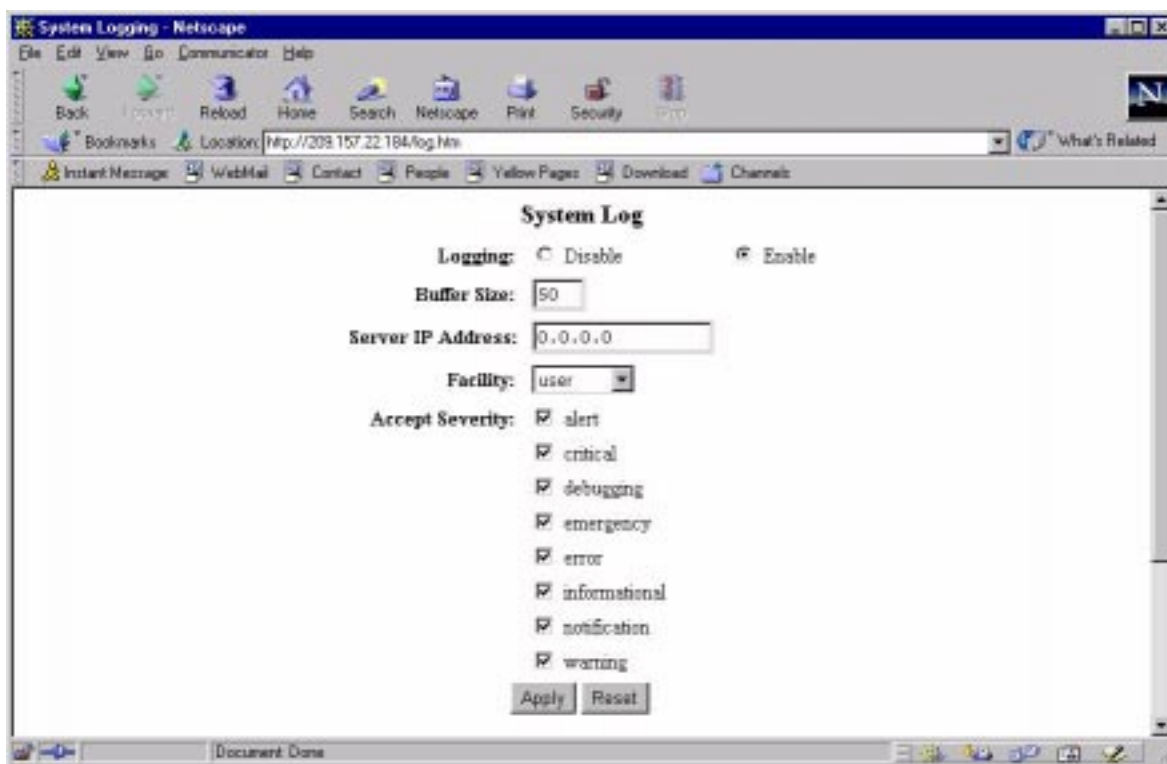 System Logging - Netscape
File Edit View Go Communicator Help
Back Forward Reload Home Search Netscape Print Security Stop
Bookmarks Location: http://209.157.22.184/log.htm What's Related
Instant Message WebMail Contact People Yellow Pages Download Channels
System Log
Logging: Disable Enable
Buffer Size: 50
Server IP Address: 0.0.0.0
Facility: user
Accept Severity: alert
critical
debugging
emergency
error
informational
notification
warning
Apply Reset
Document Done